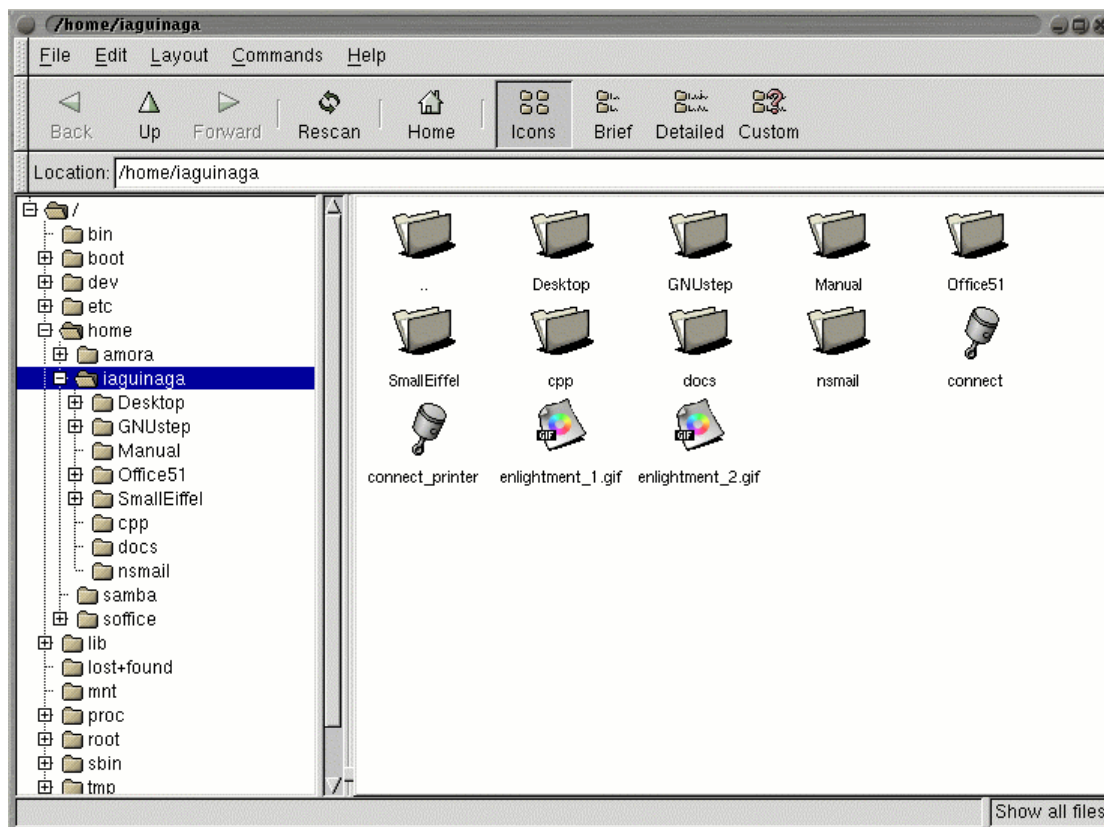 /home/iaguinaga
File Edit Layout Commands Help
Back Up Forward Rescan Home Icons Brief Detailed Custom
Location: /home/iaguinaga
/
bin
boot
dev
etc
home
amora
iaguinaga
Desktop
GNUstep
Manual
Office51
SmallEiffel
cpp
docs
nsmail
samba
soffice
lib
lost+found
mnt
proc
root
sbin
tmp
.. Desktop GNUstep Manual Office51
SmallEiffel cpp docs nsmail connect
GIF GIF
connect_printer enlightment_1.gif enlightment_2.gif
Show all files